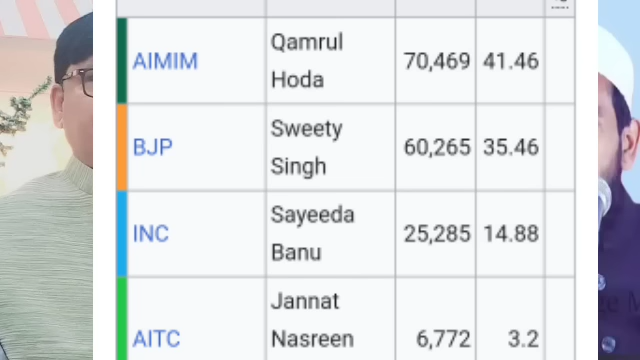 AIMIM Qamrul Hoda 70,469 41.46
BJP Sweety Singh 60,265 35.46
INC Sayeeda Banu 25,285 14.88
AITC Jannat Nasreen 6,772 3.2